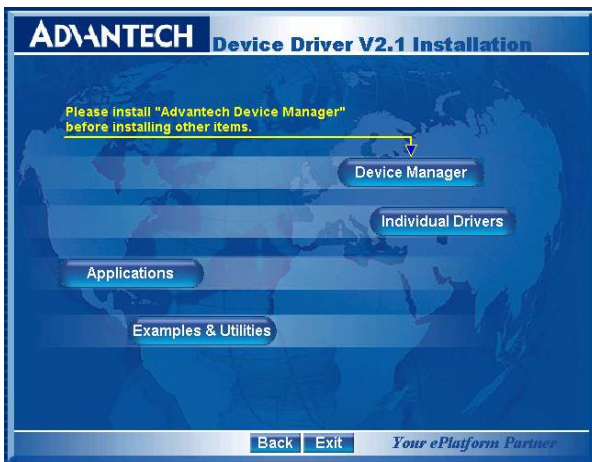 ADVANTECH Device Driver V2.1 Installation
Please install "Advantech Device Manager"
before installing other items.
Device Manager
Individual Drivers
Applications
Examples & Utilities
Back Exit Your ePlatform Partner